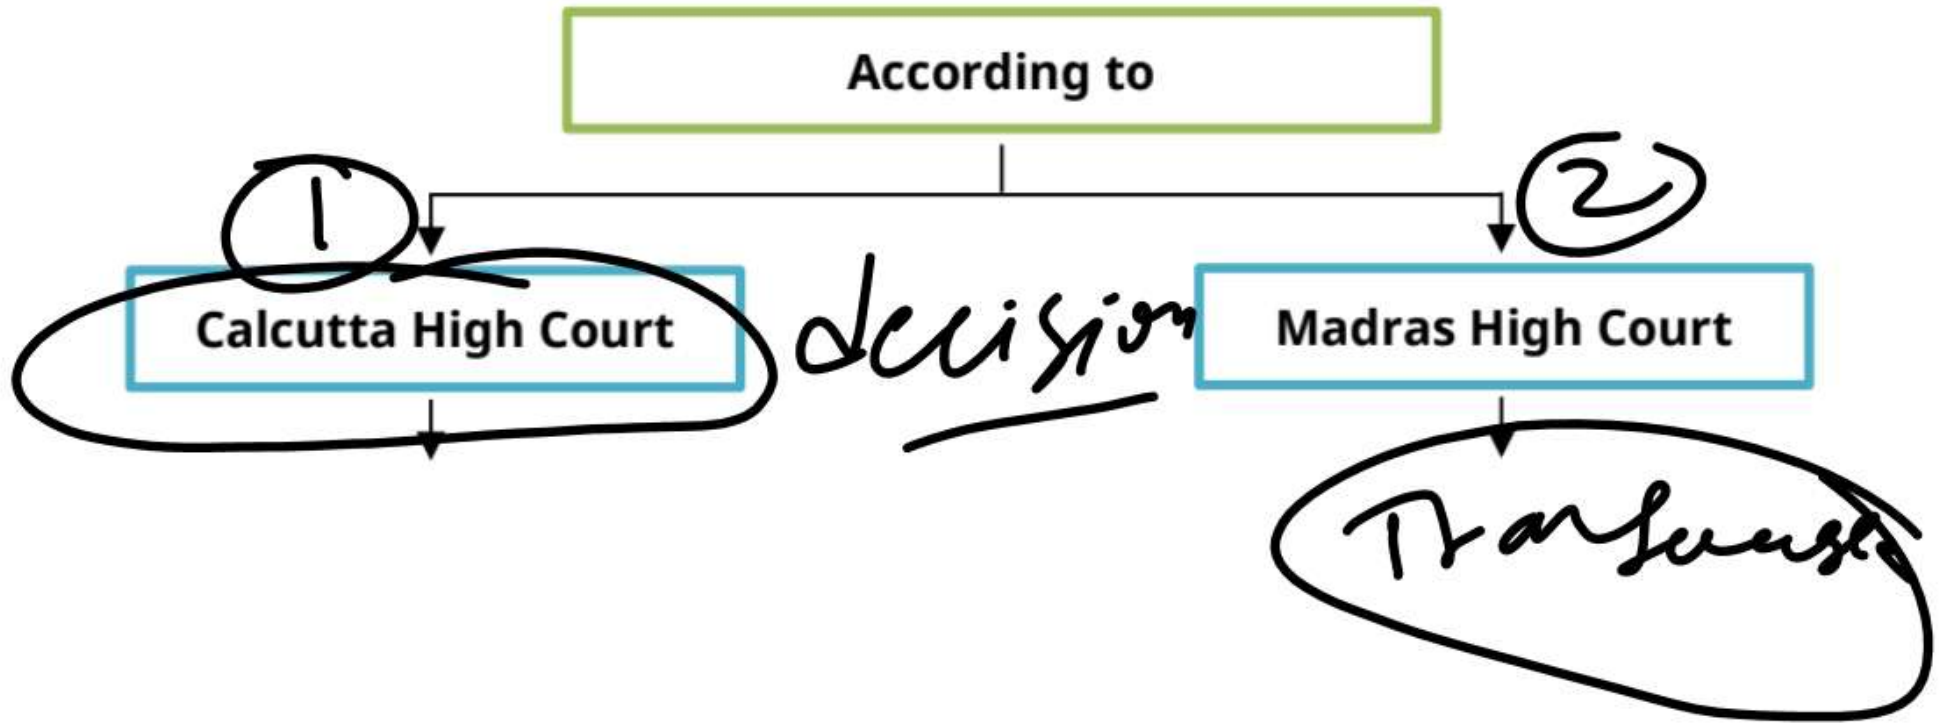 According to
1
2
Calcutta High Court
decision
Madras High Court